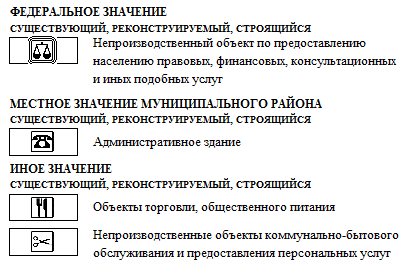 ФЕДЕРАЛЬНОЕ ЗНАЧЕНИЕ
СУЩЕСТВУЮЩИЙ, РЕКОНСТРУИРУЕМЫЙ, СТРОЯЩИЙСЯ
Непроизводственный объект по предоставлению
населению правовых, финансовых, консультационных
и иных подобных услуг
МЕСТНОЕ ЗНАЧЕНИЕ МУНИЦИПАЛЬНОГО РАЙОНА
СУЩЕСТВУЮЩИЙ, РЕКОНСТРУИРУЕМЫЙ, СТРОЯЩИЙСЯ
Административное здание
ИНОЕ ЗНАЧЕНИЕ
СУЩЕСТВУЮЩИЙ, РЕКОНСТРУИРУЕМЫЙ, СТРОЯЩИЙСЯ
Объекты торговли, общественного питания
Непроизводственные объекты коммунально-бытового
обслуживания и предоставления персональных услуг